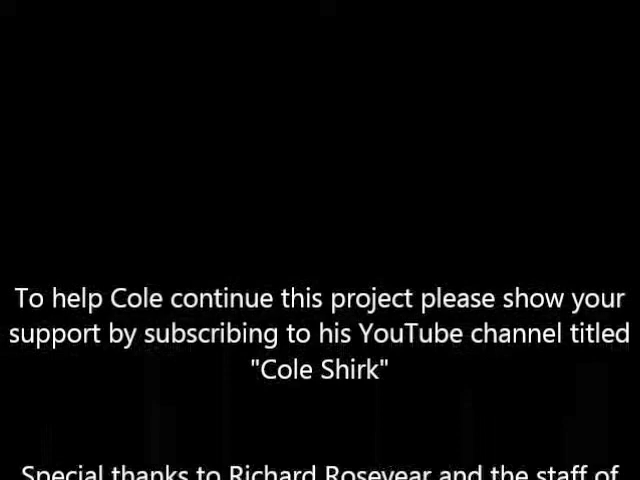 To help Cole continue this project please show your
support by subscribing to his YouTube channel titled
"Cole Shirk"
Special thanks to Richard Rosevear and the staff of